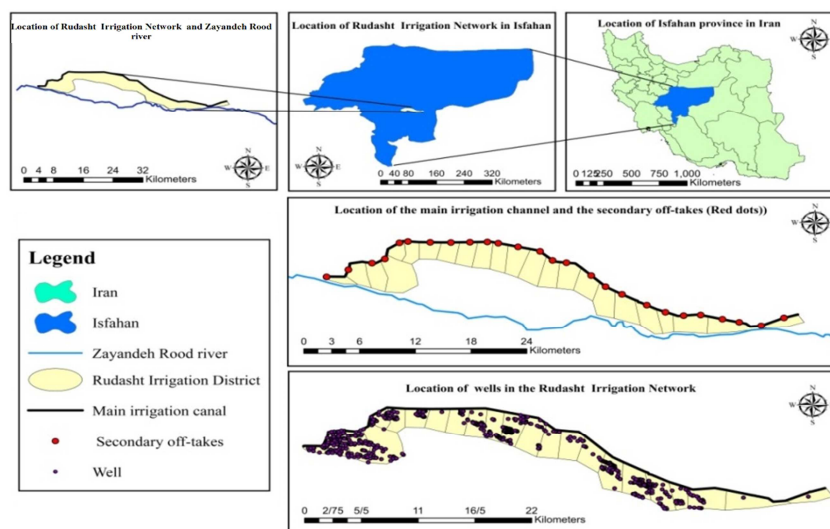 Location of Rudasht Irrigation Network and Zayandeh Rood
river
N
W E
S
0 4 8 16 24 32
Kilometers
Location of Rudasht Irrigation Network in Isfahan
N
W E
S
0 40 80 160 240 320
Kilometers
Location of Isfahan province in Iran
N
W E
S
0 125250 500 750 1,000
Kilometers
Location of the main irrigation channel and the secondary off-takes (Red dots))
N
W E
S
0 3 6 12 18 24
Kilometers
Legend
Iran
Isfahan
Zayandeh Rood river
Rudasht Irrigation District
Main irrigation canal
Secondary off-takes
Well
Location of wells in the Rudasht Irrigation Network
N
W E
S
0 2/75 5/5 11 16/5 22
Kilometers